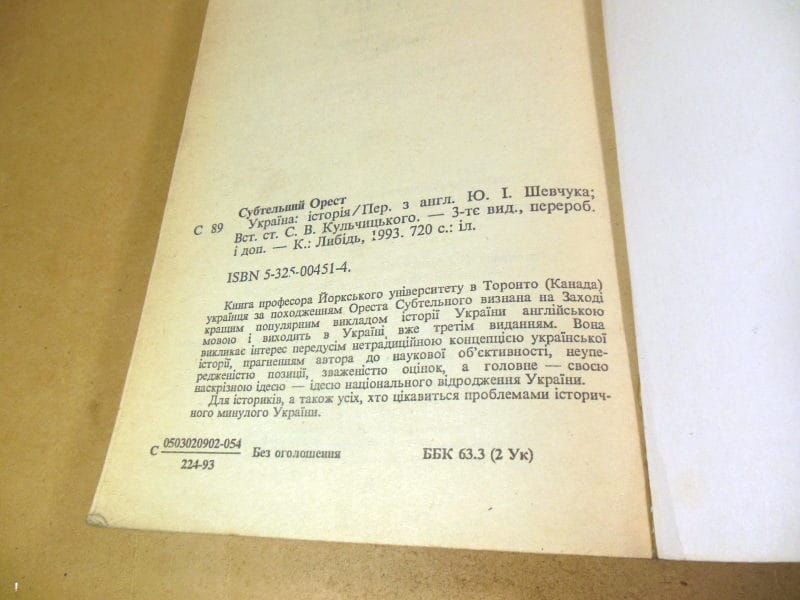 Субтельний Орест
С 89 Україна: історія/Пер. з англ. Ю. І. Шевчука;
Вст. ст. С. В. Кульчицького. — 3-тє вид., перероб.
і доп. — К.: Либідь, 1993. 720 с.: іл.
ISBN 5-325-00451-4.
Книга професора Йоркського університету в Торонто (Канада)
українця за походженням Ореста Субтельного визнана на Заході
кращим популярним викладом історії України англійською
мовою і виходить в Україні вже третім виданням. Вона
викликає інтерес передусім нетрадиційною концепцією української
історії, прагненням автора до наукової об'єктивності, неупе-
редженістю позиції, зваженістю оцінок, а головне — своєю
наскрізною ідеєю — ідеєю національного відродження України.
Для істориків, а також усіх, хто цікавиться проблемами історич-
ного минулого України.
С 0503020902-054
224-93
Без оголошення
ББК 63.3 (2 Ук)